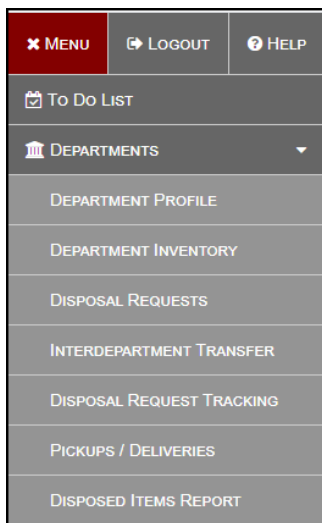 Menu
Logout
Help
To Do List
Departments
Department Profile
Department Inventory
Disposal Requests
Interdepartment Transfer
Disposal Request Tracking
Pickups / Deliveries
Disposed Items Report